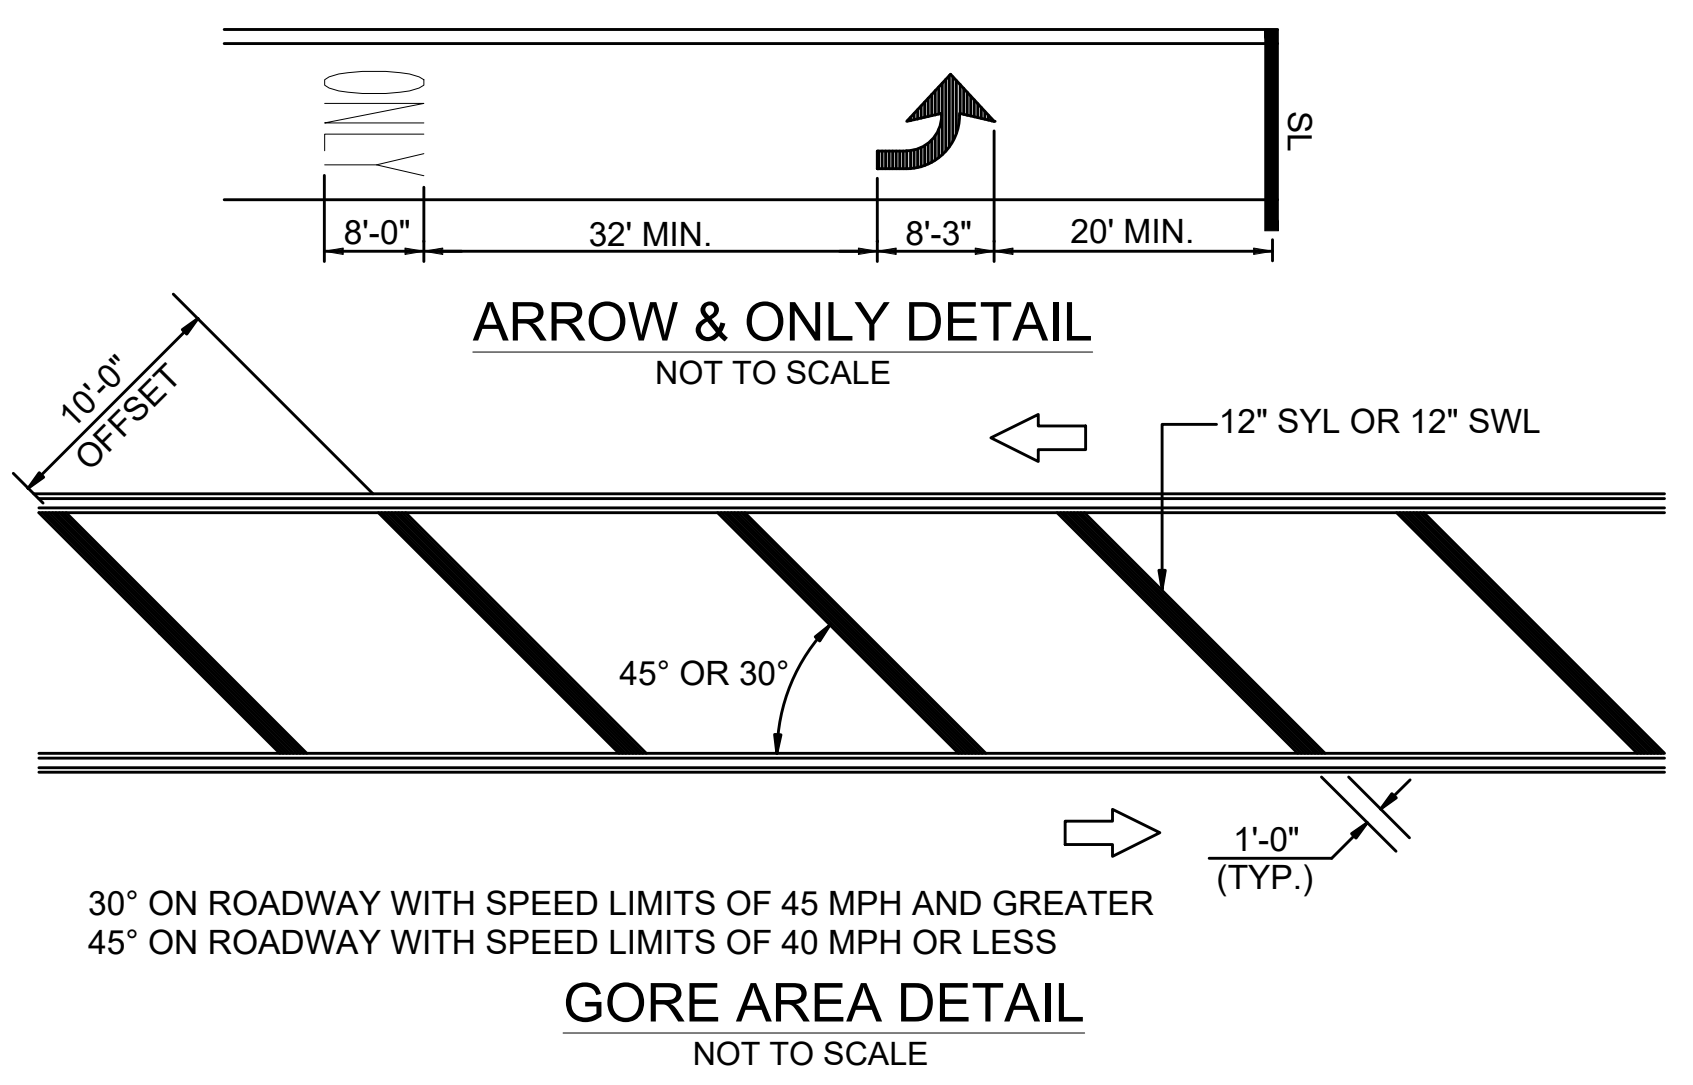 ONLY
SL
8'-0"
32' MIN.
8'-3"
20' MIN.
ARROW & ONLY DETAIL
NOT TO SCALE
10'-0"
OFFSET
12" SYL OR 12" SWL
45° OR 30°
1'-0"
(TYP.)
30° ON ROADWAY WITH SPEED LIMITS OF 45 MPH AND GREATER
45° ON ROADWAY WITH SPEED LIMITS OF 40 MPH OR LESS
GORE AREA DETAIL
NOT TO SCALE